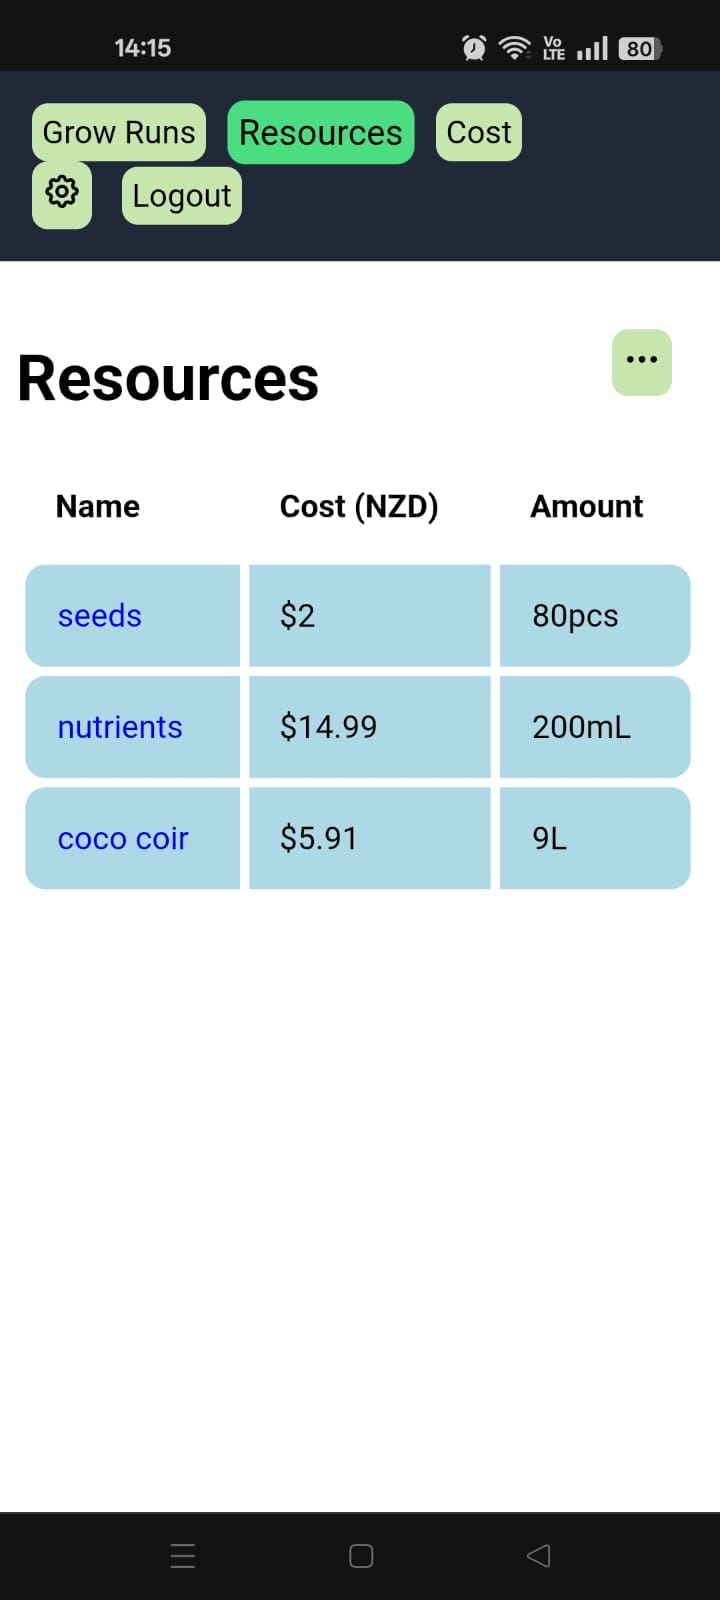 14:15 Vo LTE 80
Grow Runs Resources Cost
Logout
Resources
Name Cost (NZD) Amount
seeds $2 80pcs
nutrients $14.99 200mL
coco coir $5.91 9L